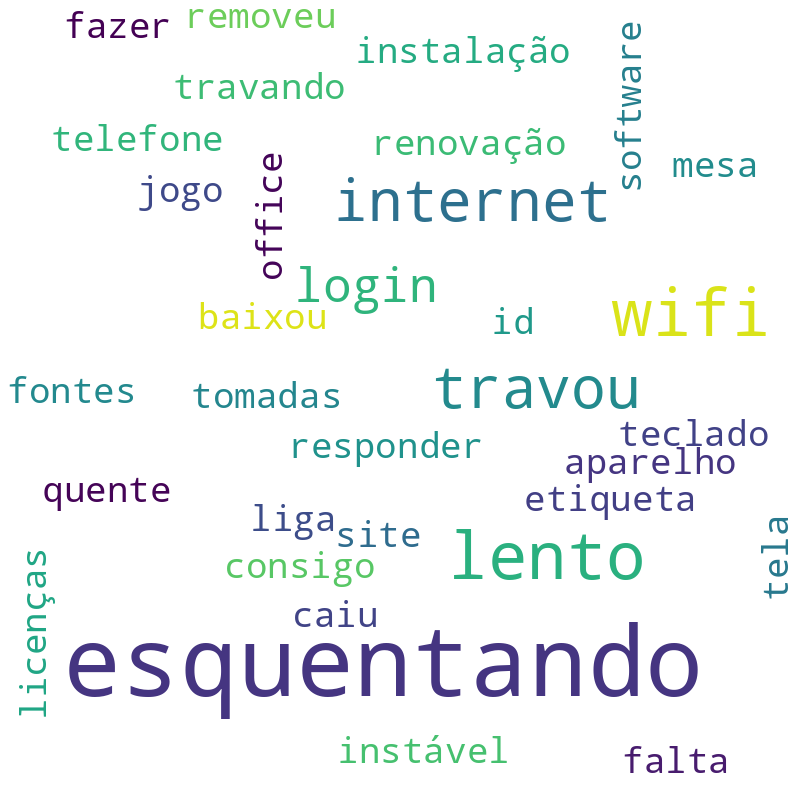 fazer
removeu
instalação
software
travando
telefone
renovação
mesa
jogo
office
internet
login
wifi
baixou
id
fontes
tomadas
travou
responder
teclado
aparelho
quente
etiqueta
liga
site
tela
lento
consigo
licenças
caiu
esquentando
instável
falta